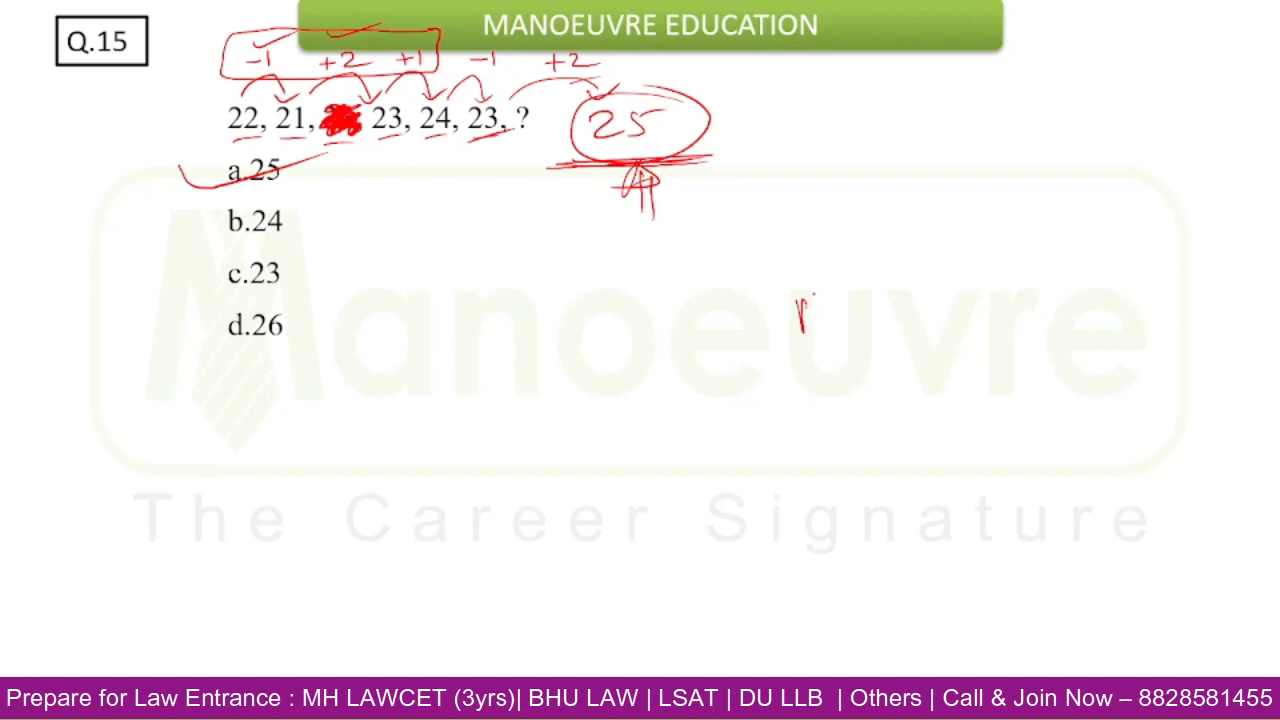 MANOEUVRE EDUCATION
Q.15
-1 +2 +1 -1 +2
22, 21, 23, 24, 23, ? 25
a.25
b.24
c.23
d.26
Manoeuvre
The Career Signature
Prepare for Law Entrance : MH LAWCET (3yrs)| BHU LAW | LSAT | DU LLB | Others | Call & Join Now – 8828581455